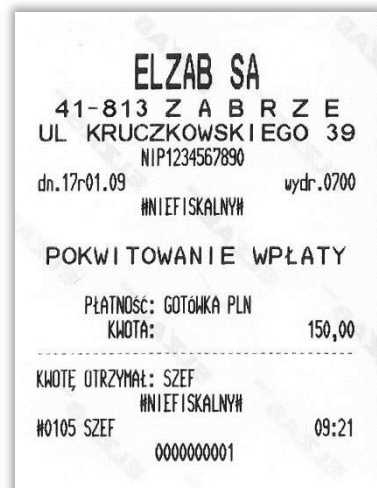 ELZAB SA
41-813 Z A B R Z E
UL KRUCZKOWSKIEGO 39
NIP1234567890
dn.17r01.09 wydr.0700
#NIEFISKALNY#
POKWITOWANIE WPŁATY
PŁATNOŚĆ: GOTÓWKA PLN
KWOTA: 150,00
KWOTĘ OTRZYMAŁ: SZEF
#NIEFISKALNY#
#0105 SZEF 09:21
0000000001